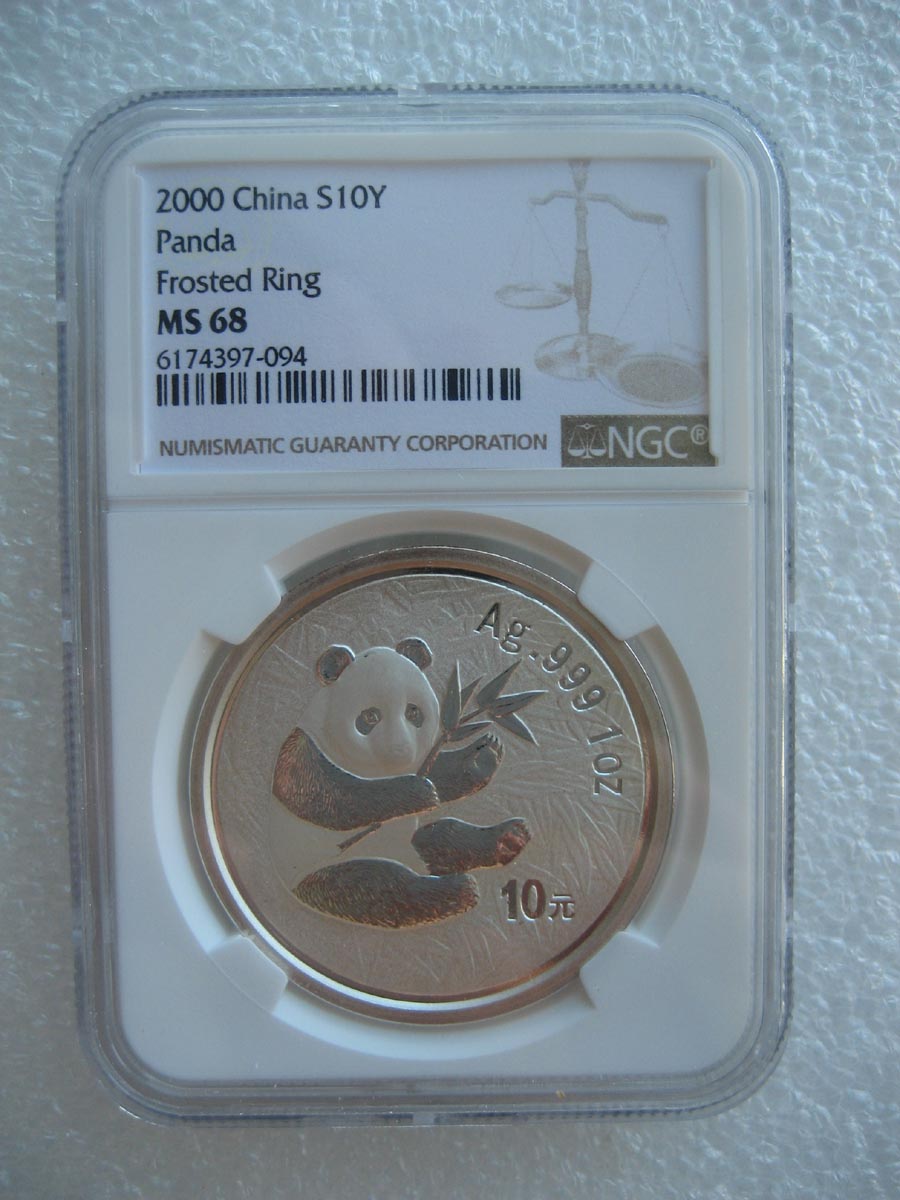 2000 China S10Y
Panda
Frosted Ring
MS 68
6174397-094
NUMISMATIC GUARANTY CORPORATION
NGC®
Ag.999 1oz
10元